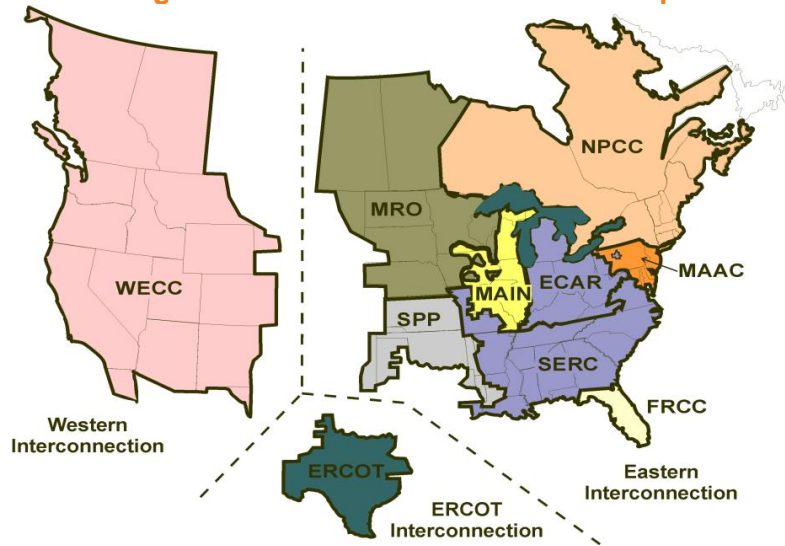 NPCC
MRO
MAAC
WECC
MAIN
ECAR
SPP
SERC
FRCC
Western
Interconnection
ERCOT
Eastern
Interconnection
ERCOT
Interconnection